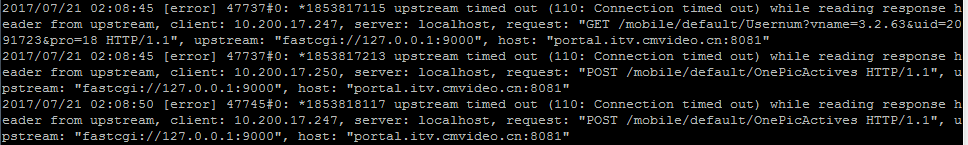 2017/07/21 02:08:45 [error] 47737#0: *1853817115 upstream timed out (110: Connection timed out) while reading response h
eader from upstream, client: 10.200.17.247, server: localhost, request: "GET /mobile/default/Usernum?vname=3.2.63&uid=20
91723&pro=18 HTTP/1.1", upstream: "fastcgi://127.0.0.1:9000", host: "portal.itv.cmvideo.cn:8081"
2017/07/21 02:08:45 [error] 47737#0: *1853817213 upstream timed out (110: Connection timed out) while reading response h
eader from upstream, client: 10.200.17.250, server: localhost, request: "POST /mobile/default/OnePicActives HTTP/1.1", u
pstream: "fastcgi://127.0.0.1:9000", host: "portal.itv.cmvideo.cn:8081"
2017/07/21 02:08:50 [error] 47745#0: *1853818117 upstream timed out (110: Connection timed out) while reading response h
eader from upstream, client: 10.200.17.247, server: localhost, request: "POST /mobile/default/OnePicActives HTTP/1.1", u
pstream: "fastcgi://127.0.0.1:9000", host: "portal.itv.cmvideo.cn:8081"